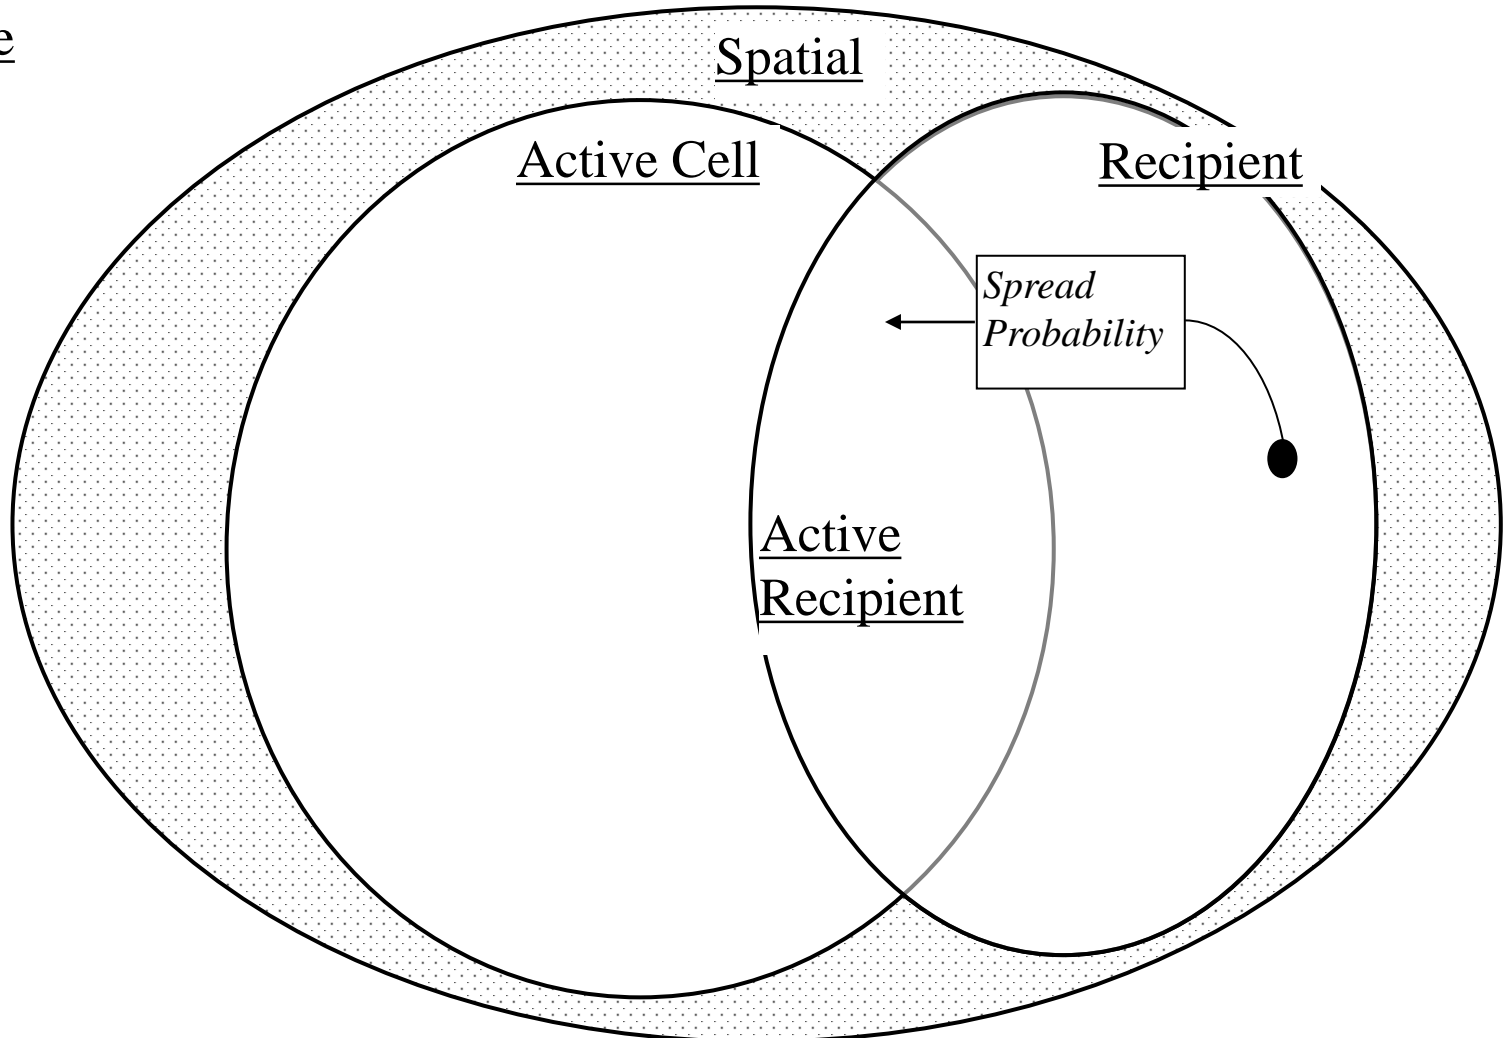 e
Spatial
Active Cell
Recipient
Spread
Probability
Active
Recipient